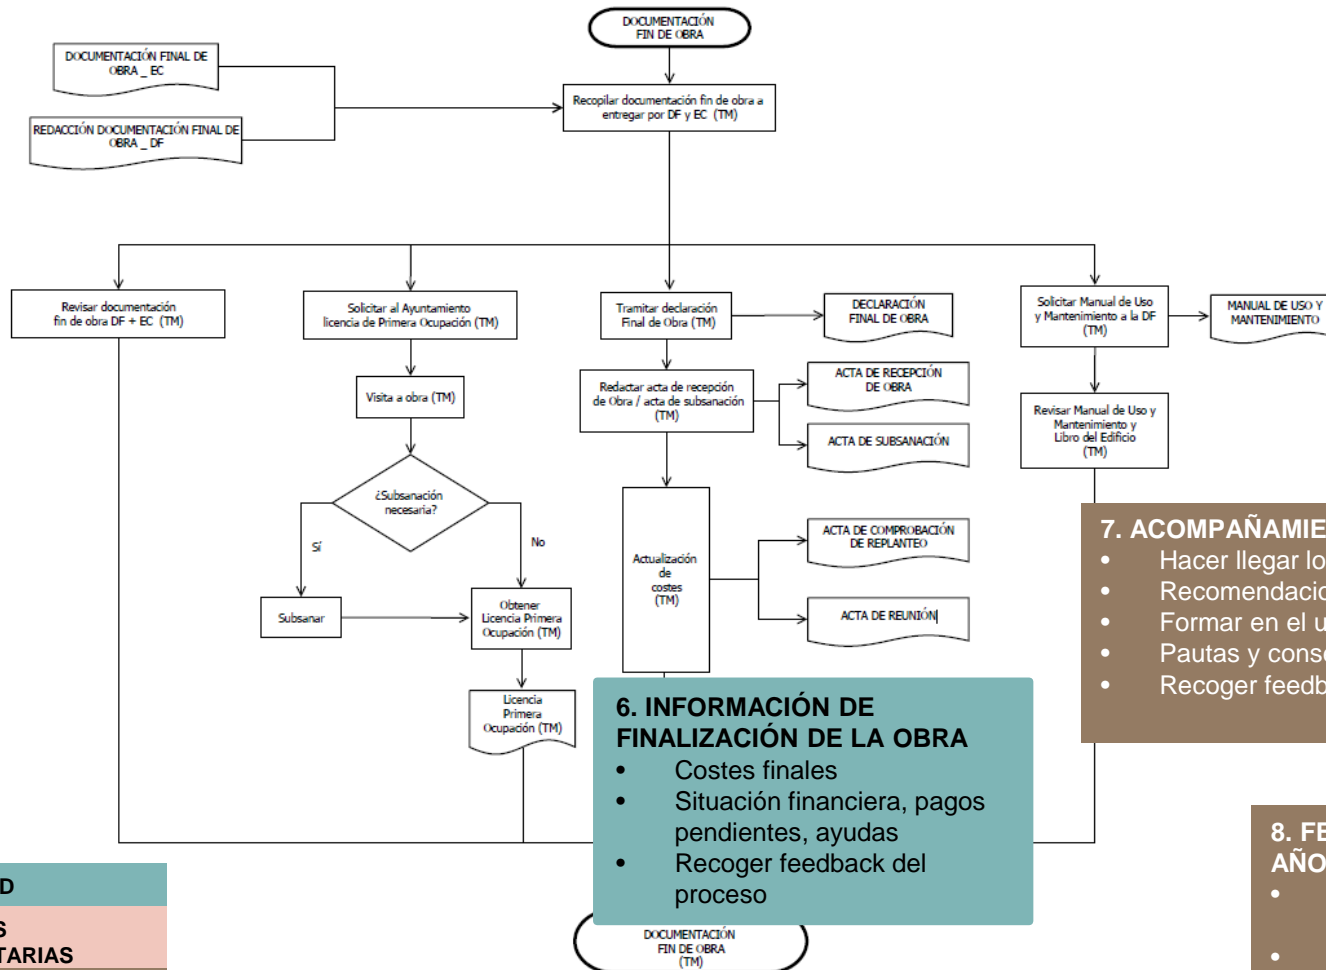 DOCUMENTACIÓN
FIN DE OBRA
DOCUMENTACIÓN FINAL DE
OBRA _ EC
REDACCIÓN DOCUMENTACIÓN FINAL DE
OBRA _ DF
Recopilar documentación fin de obra a
entregar por DF y EC (TM)
Revisar documentación
fin de obra DF + EC (TM)
Solicitar al Ayuntamiento
licencia de Primera Ocupación (TM)
Tramitar declaración
Final de Obra (TM)
DECLARACIÓN
FINAL DE OBRA
Solicitar Manual de Uso
y Mantenimiento a la DF
(TM)
MANUAL DE USO Y
MANTENIMIENTO
Visita a obra (TM)
Redactar acta de recepción
de Obra / acta de subsanación
(TM)
ACTA DE RECEPCIÓN
DE OBRA
ACTA DE SUBSANACIÓN
Revisar Manual de Uso y
Mantenimiento y
Libro del Edificio
(TM)
¿Subsanación
necesaria?
Sí
No
Subsanar
Obtener
Licencia Primera
Ocupación (TM)
Licencia
Primera
Ocupación (TM)
Actualización
de
costes
(TM)
ACTA DE COMPROBACIÓN
DE REPLANTEO
ACTA DE REUNIÓN
7. ACOMPAÑAMIE
• Hacer llegar lo
• Recomendacio
• Formar en el u
• Pautas y conse
• Recoger feedb
6. INFORMACIÓN DE
FINALIZACIÓN DE LA OBRA
• Costes finales
• Situación financiera, pagos
pendientes, ayudas
• Recoger feedback del
proceso
8. FE
AÑO
•
•
D
S
TARIAS
DOCUMENTACIÓN
FIN DE OBRA
(TM)